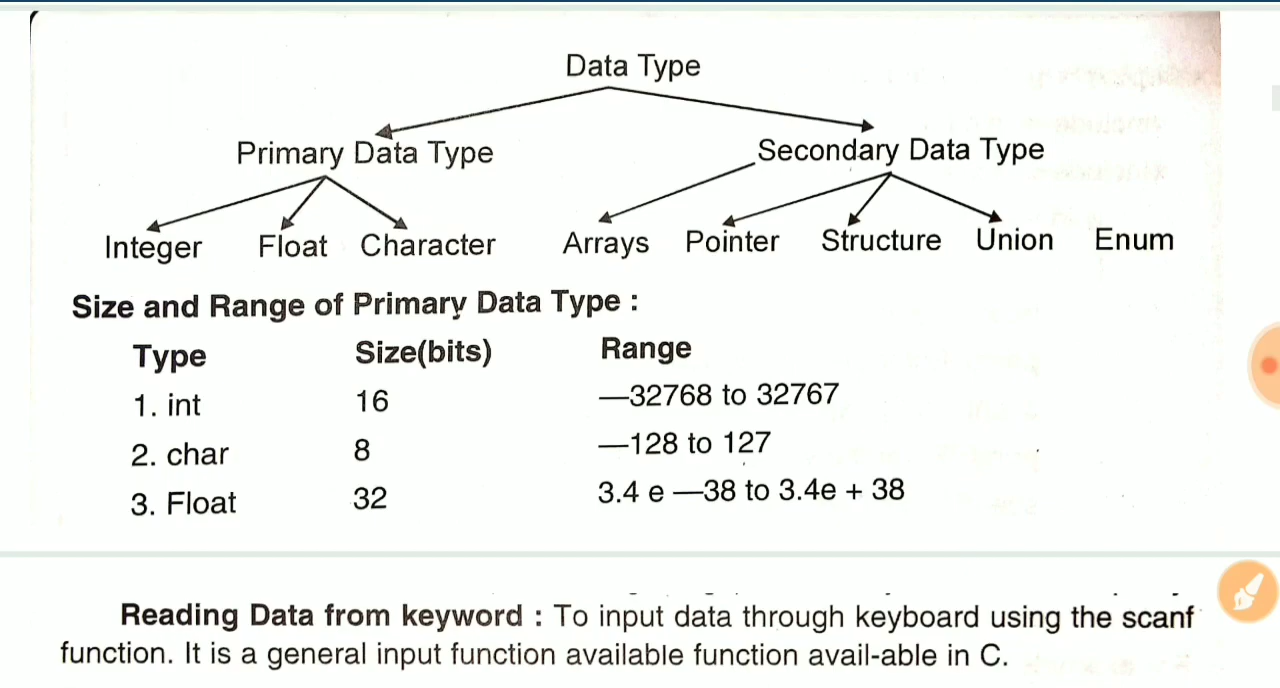 Data Type
Primary Data Type Secondary Data Type
Integer Float Character Arrays Pointer Structure Union Enum
Size and Range of Primary Data Type :
Type Size(bits) Range
1. int 16 —32768 to 32767
2. char 8 —128 to 127
3. Float 32 3.4 e —38 to 3.4e + 38
Reading Data from keyword : To input data through keyboard using the scanf
function. It is a general input function available function avail-able in C.